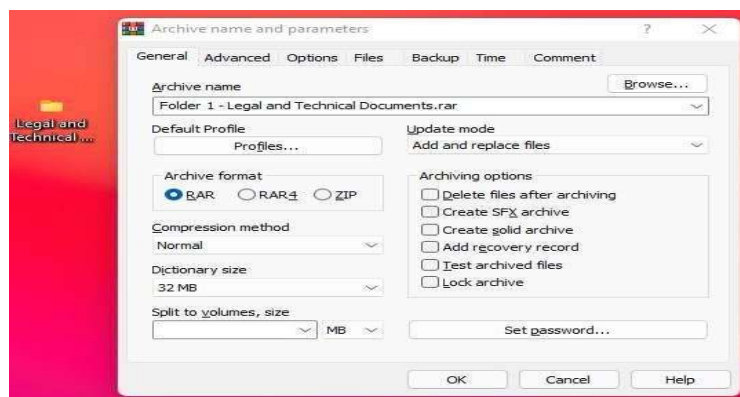 Archive name and parameters
? ×
General Advanced Options Files Backup Time Comment
Archive name
Browse...
Folder 1 - Legal and Technical Documents.rar
Legal and
Technical ...
Default Profile
Profiles...
Update mode
Add and replace files
Archive format
RAR RAR4 ZIP
Compression method
Normal
Dictionary size
32 MB
Split to volumes, size
MB
Archiving options
Delete files after archiving
Create SFX archive
Create solid archive
Add recovery record
Test archived files
Lock archive
Set password...
OK Cancel Help